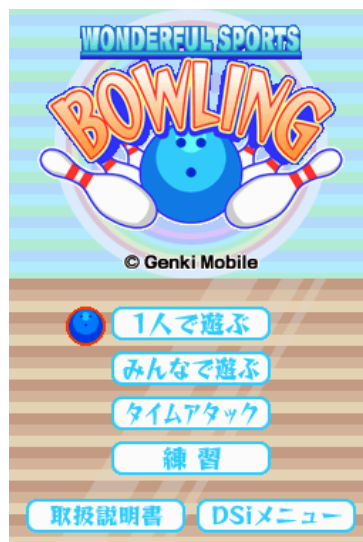 WONDERFUL SPORTS
BOWLING
© Genki Mobile
1人で遊ぶ
みんなで遊ぶ
タイムアタック
練習
取扱説明書
DSiメニュー